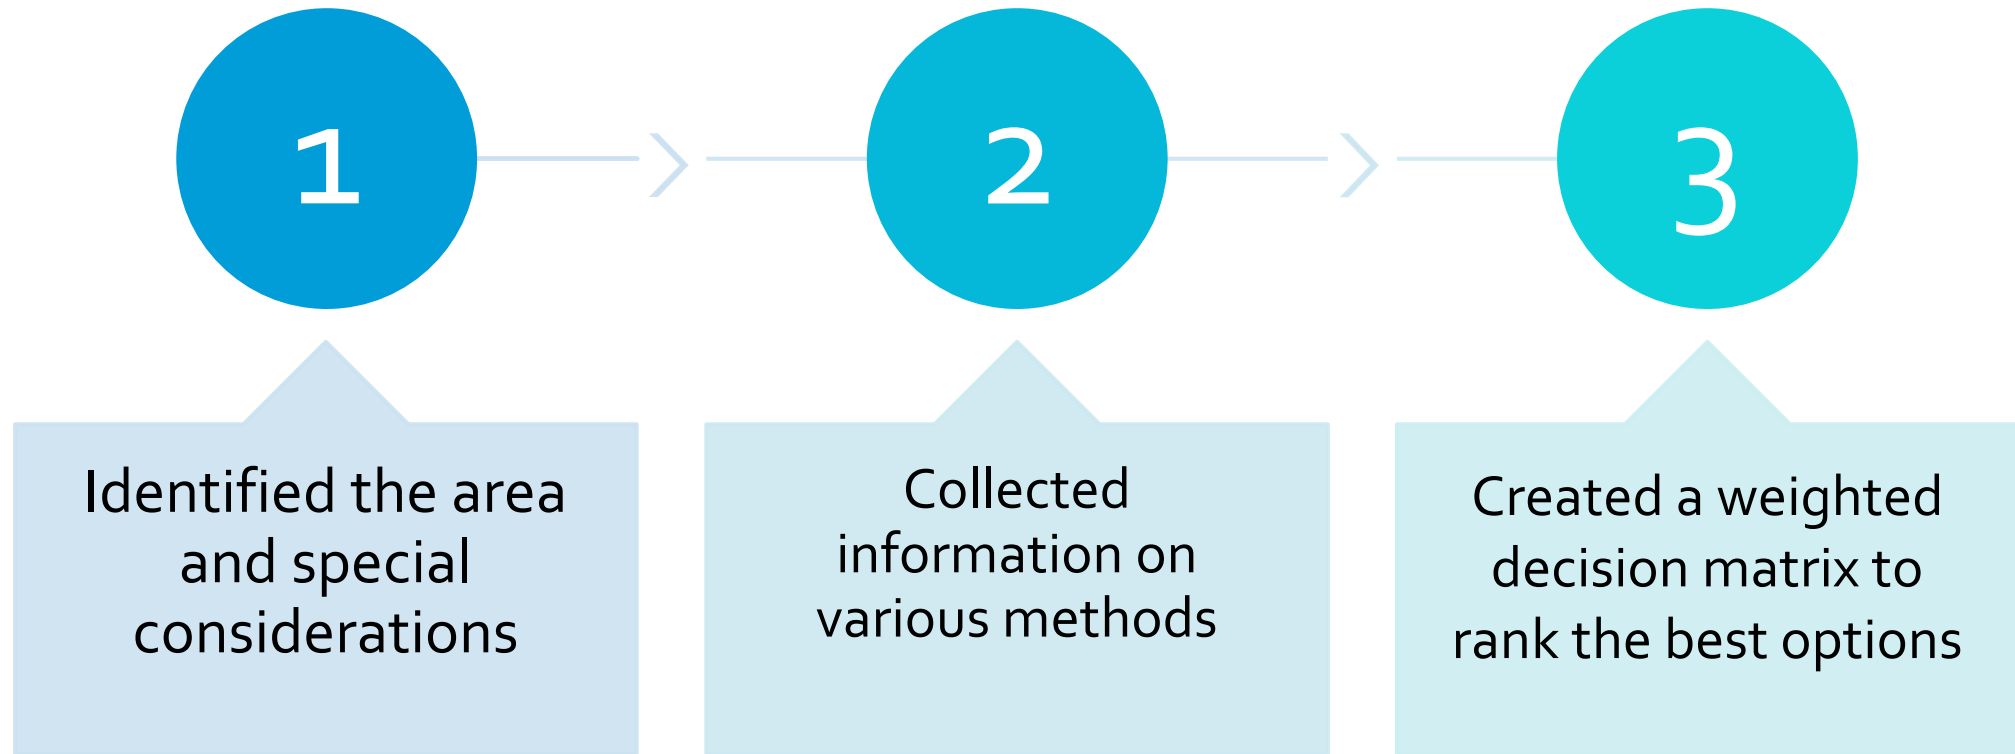 1
2
3
Identified the area
and special
considerations
Collected
information on
various methods
Created a weighted
decision matrix to
rank the best options